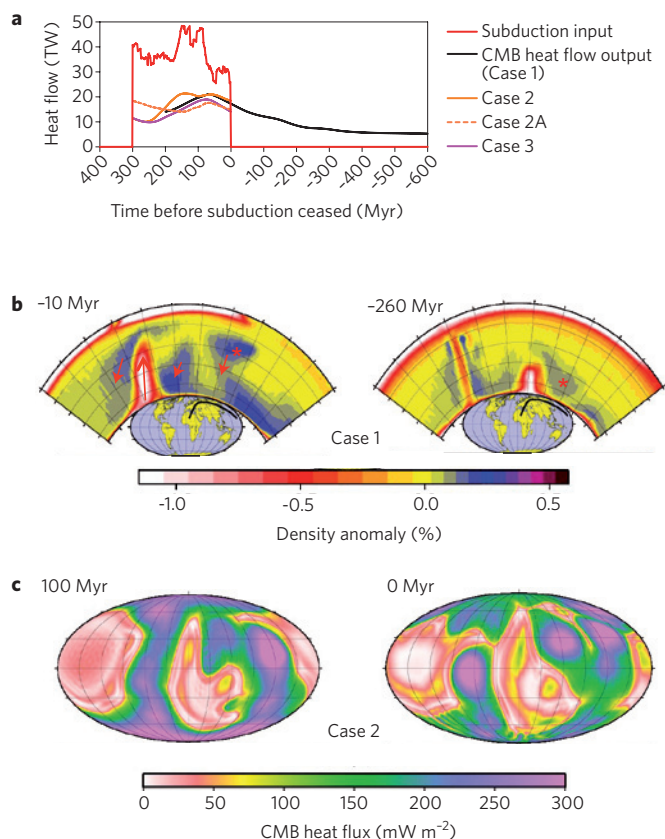 a
Heat flow (TW)
50
40
30
20
10
0
400
300
200
100
0
-100
-200
-300
-400
-500
-600
Time before subduction ceased (Myr)
Subduction input
CMB heat flow output
(Case 1)
Case 2
Case 2A
Case 3
b
–10 Myr
–260 Myr
*
*
Case 1
-1.0
-0.5
0.0
0.5
Density anomaly (%)
c
100 Myr
0 Myr
Case 2
0
50
100
150
200
250
300
CMB heat flux (mW m⁻²)